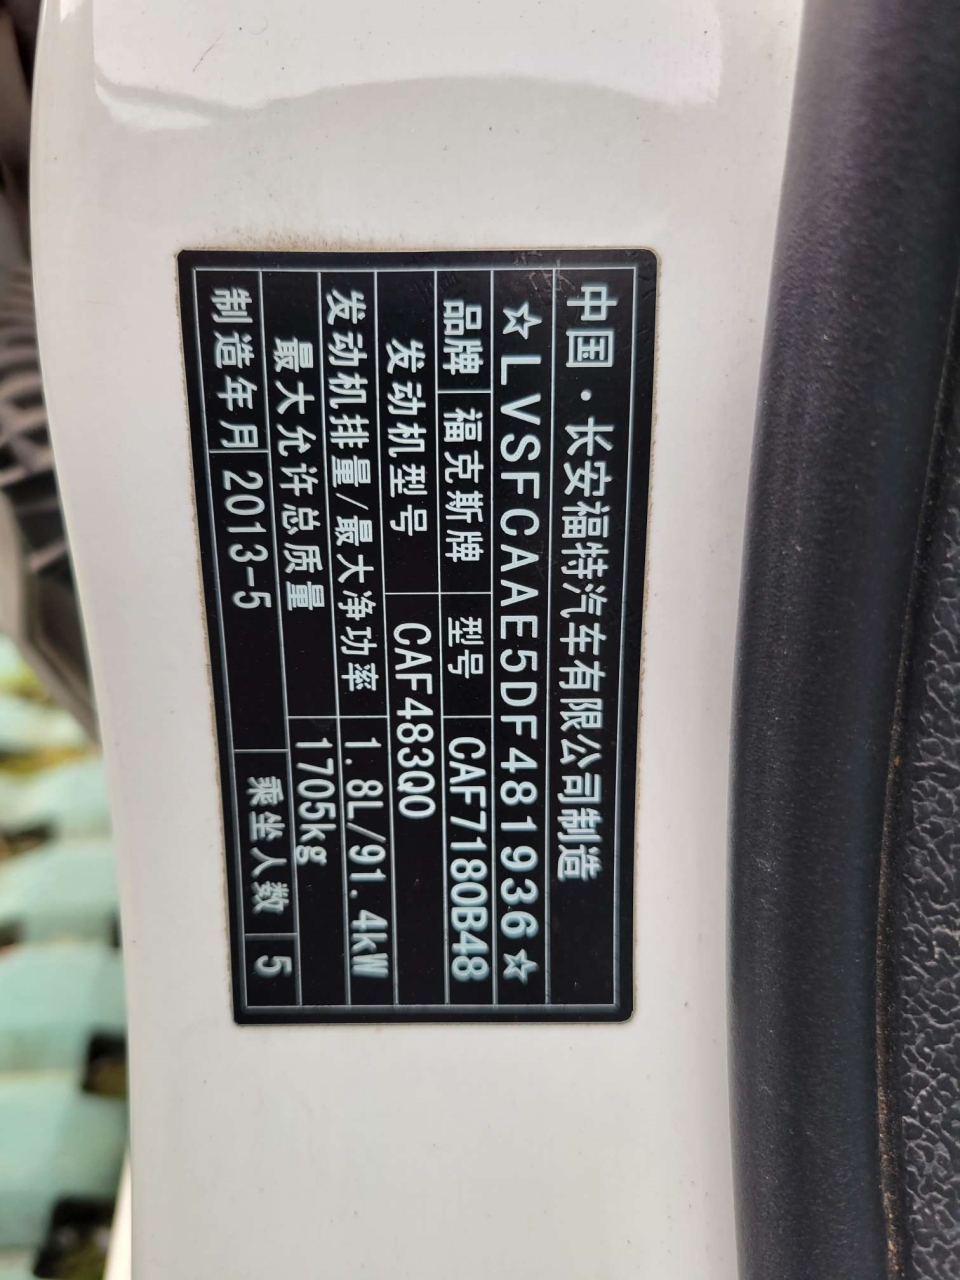 中国·长安福特汽车有限公司制造
☆LVSFCAAE5DF481936☆
品牌 福克斯牌 型号 CAF7180B48
发动机型号 CAF483Q0
发动机排量/最大净功率 1.8L/91.4kW
最大允许总质量 1705kg
制造年月 2013-5 乘坐人数 5